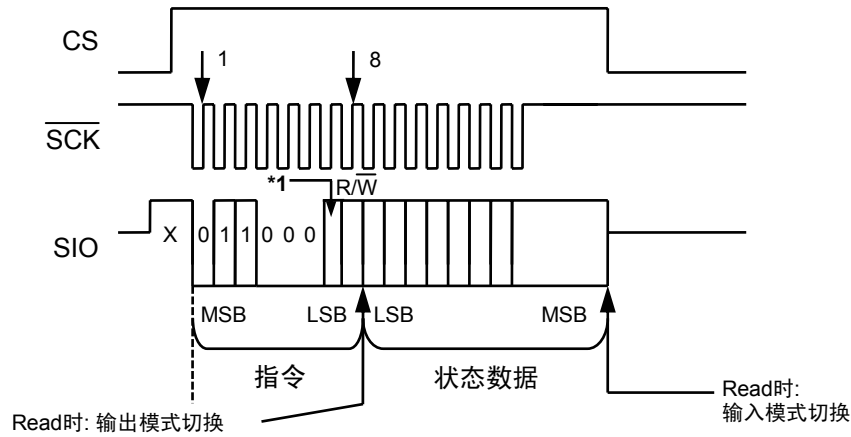 CS
1
8
SCK
*1
R/W
SIO
X 0 1 1 0 0 0
MSB LSB LSB MSB
指令 状态数据
Read时: 输出模式切换
Read时:
输入模式切换